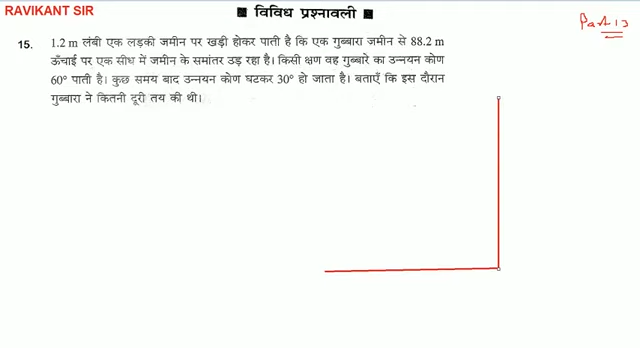 RAVIKANT SIR
विविध प्रश्नावली
Part 13
15. 1.2 m लंबी एक लड़की जमीन पर खड़ी होकर पाती है कि एक गुब्बारा जमीन से 88.2 m
ऊँचाई पर एक सीध में जमीन के समांतर उड़ रहा है। किसी क्षण वह गुब्बारे का उन्नयन कोण
60° पाती है। कुछ समय बाद उन्नयन कोण घटकर 30° हो जाता है। बताएँ कि इस दौरान
गुब्बारा ने कितनी दूरी तय की थी।